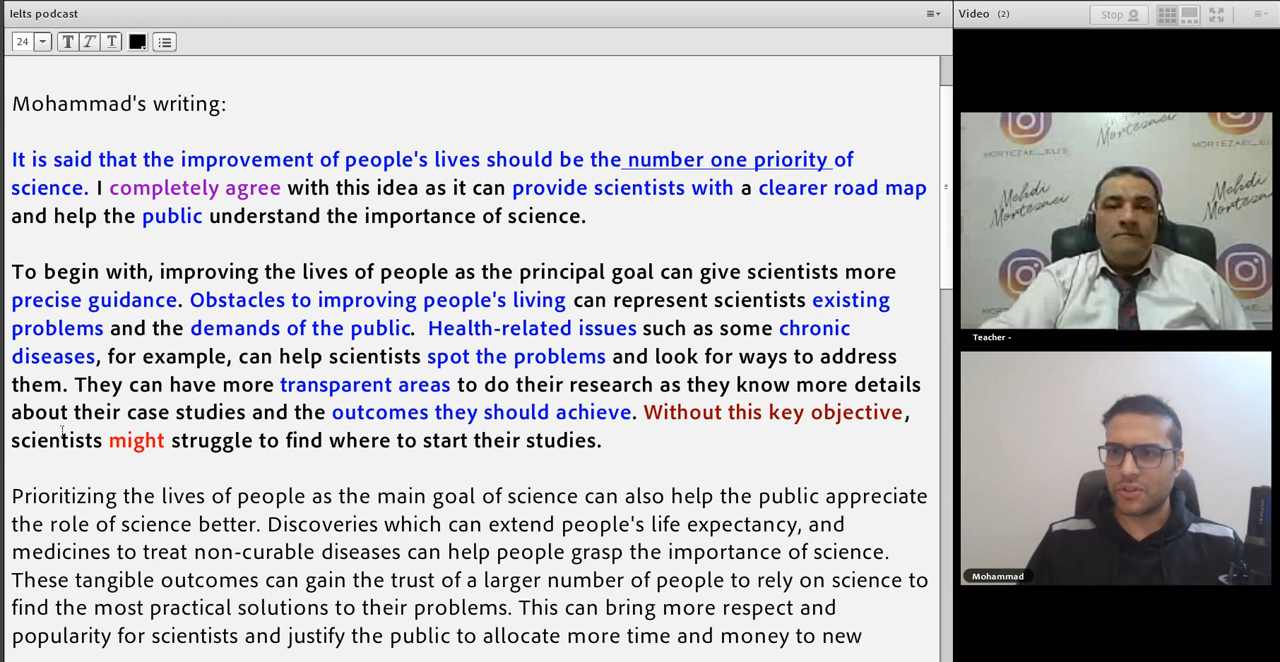 Ielts podcast
Video (2)
Stop
24
T T T
Mohammad's writing:
It is said that the improvement of people's lives should be the number one priority of
science. I completely agree with this idea as it can provide scientists with a clearer road map
and help the public understand the importance of science.
To begin with, improving the lives of people as the principal goal can give scientists more
precise guidance. Obstacles to improving people's living can represent scientists existing
problems and the demands of the public. Health-related issues such as some chronic
diseases, for example, can help scientists spot the problems and look for ways to address
them. They can have more transparent areas to do their research as they know more details
about their case studies and the outcomes they should achieve. Without this key objective,
scientists might struggle to find where to start their studies.
Prioritizing the lives of people as the main goal of science can also help the public appreciate
the role of science better. Discoveries which can extend people's life expectancy, and
medicines to treat non-curable diseases can help people grasp the importance of science.
These tangible outcomes can gain the trust of a larger number of people to rely on science to
find the most practical solutions to their problems. This can bring more respect and
popularity for scientists and justify the public to allocate more time and money to new
MORTEZAEI_IELTS
Mehdi
Mortezaei
Mehdi
Mortezaei
Teacher -
Mohammad